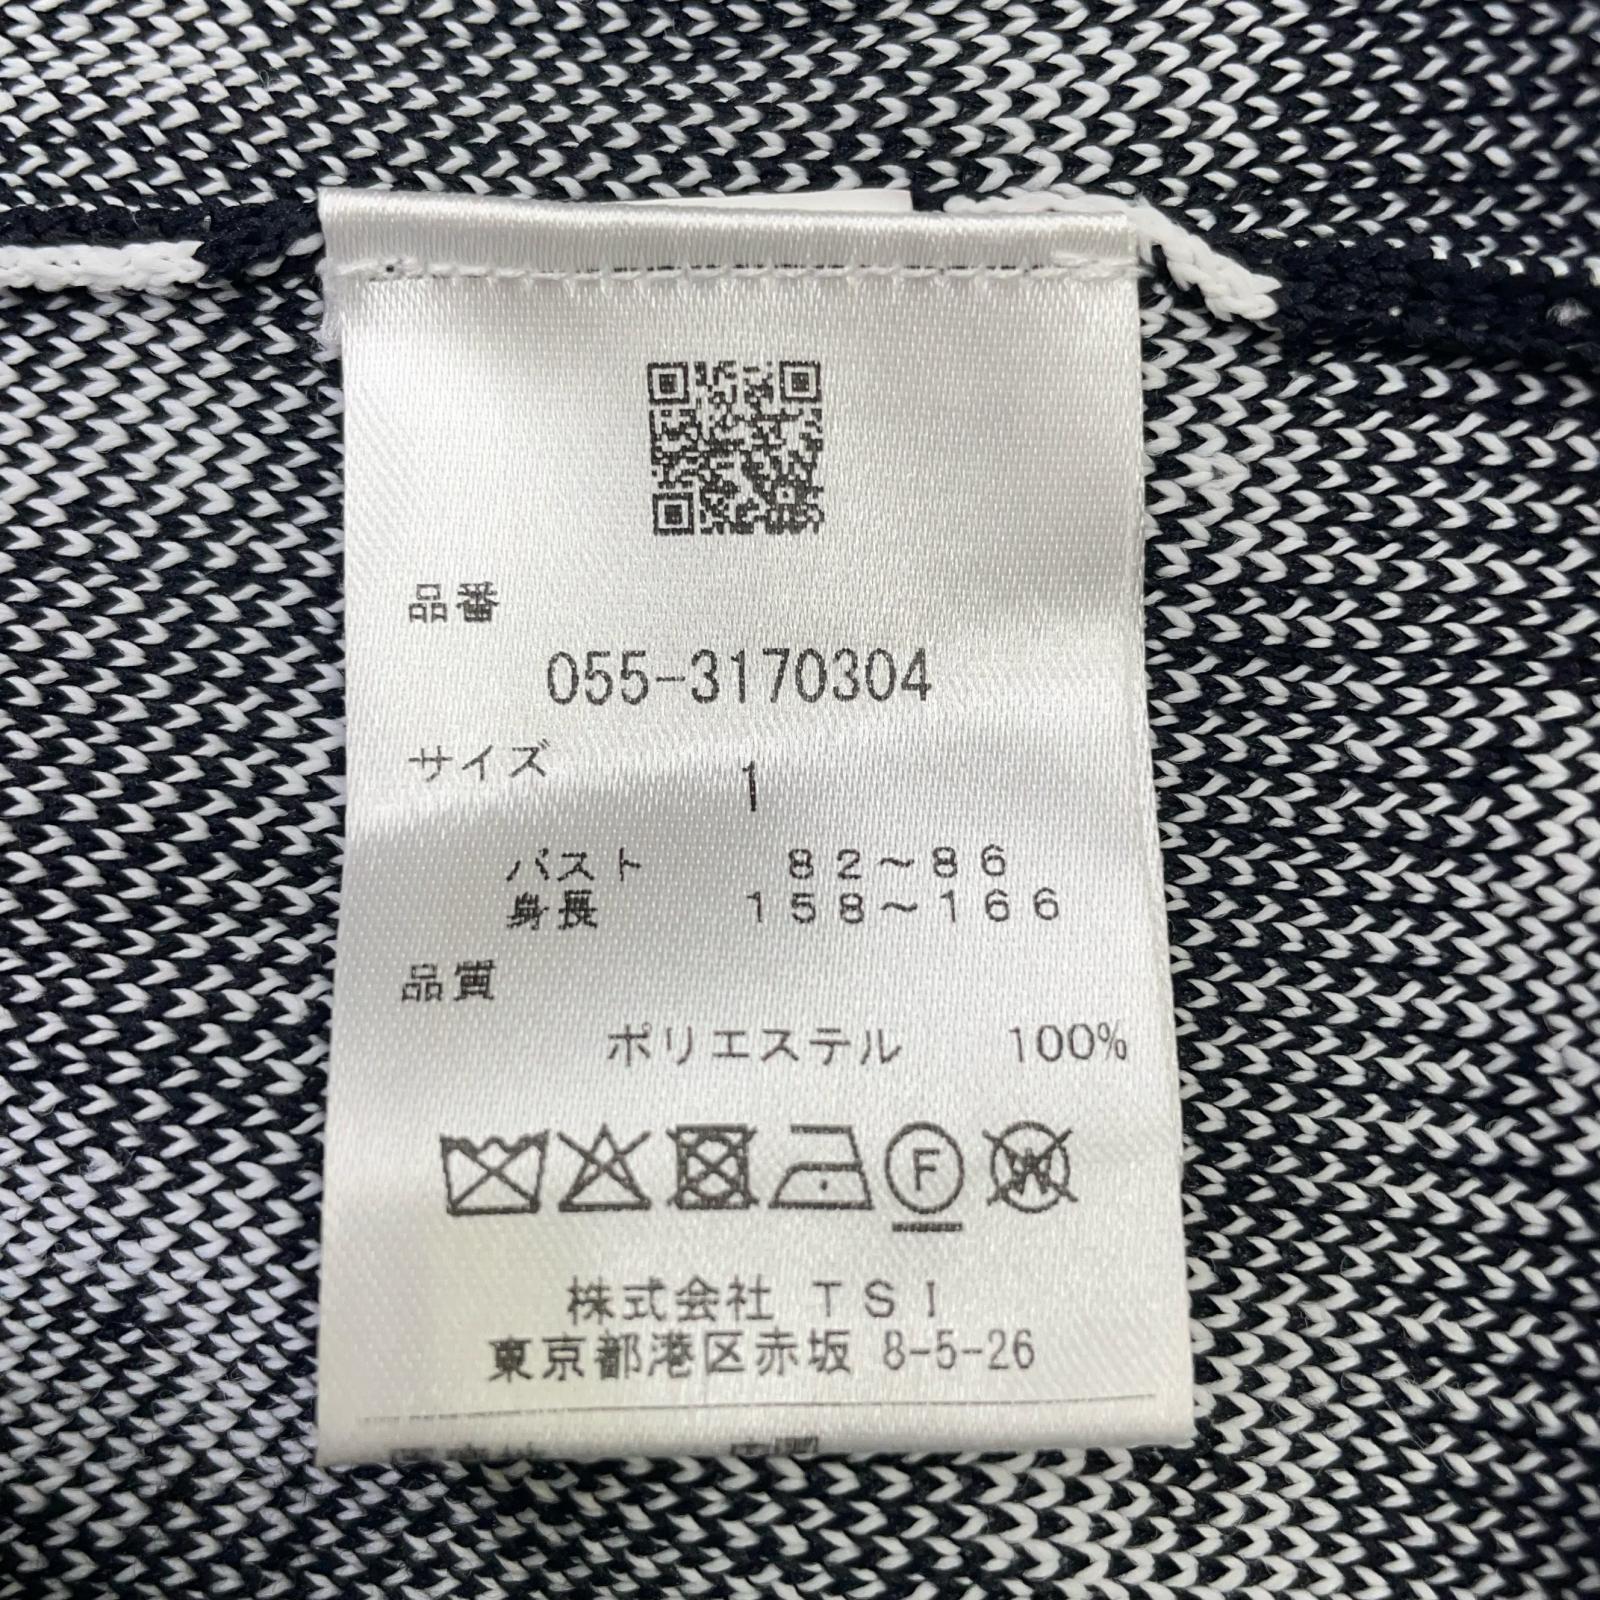 品番
055-3170304
サイズ 1
バスト 82～86
身長 158～166
品質
ポリエステル 100%
F W
株式会社 TSI
東京都港区赤坂 8-5-26